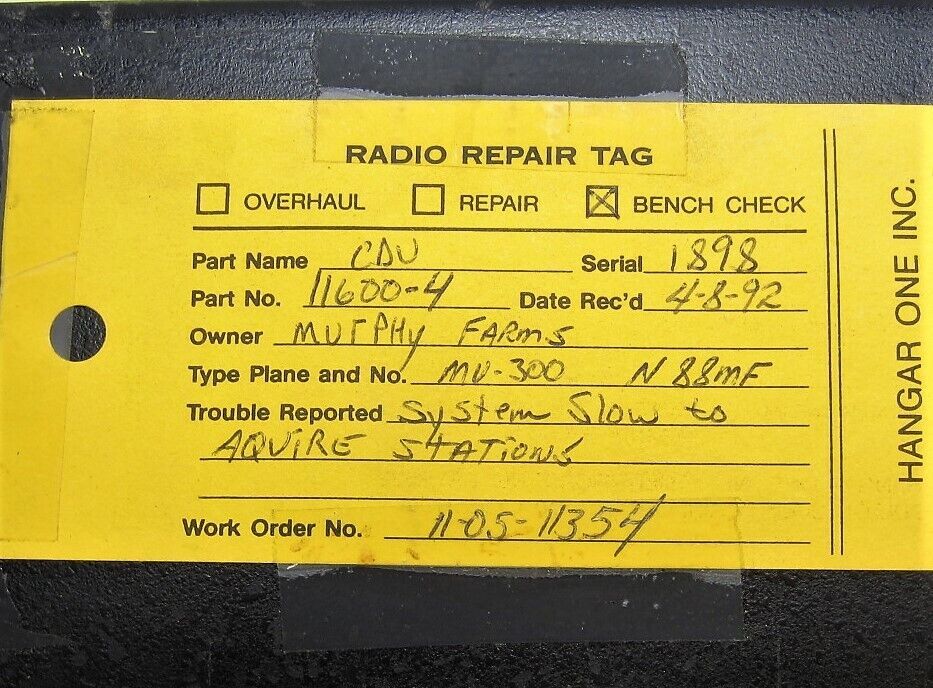 RADIO REPAIR TAG
☐ OVERHAUL ☐ REPAIR ☒ BENCH CHECK
Part Name CDU Serial 1898
Part No. 11600-4 Date Rec'd 4-8-92
Owner MURPHY FARMS
Type Plane and No. MU-300 N88MF
Trouble Reported System Slow to
AQUIRE STATIONS
Work Order No. 11-05-11354
HANGAR ONE INC.